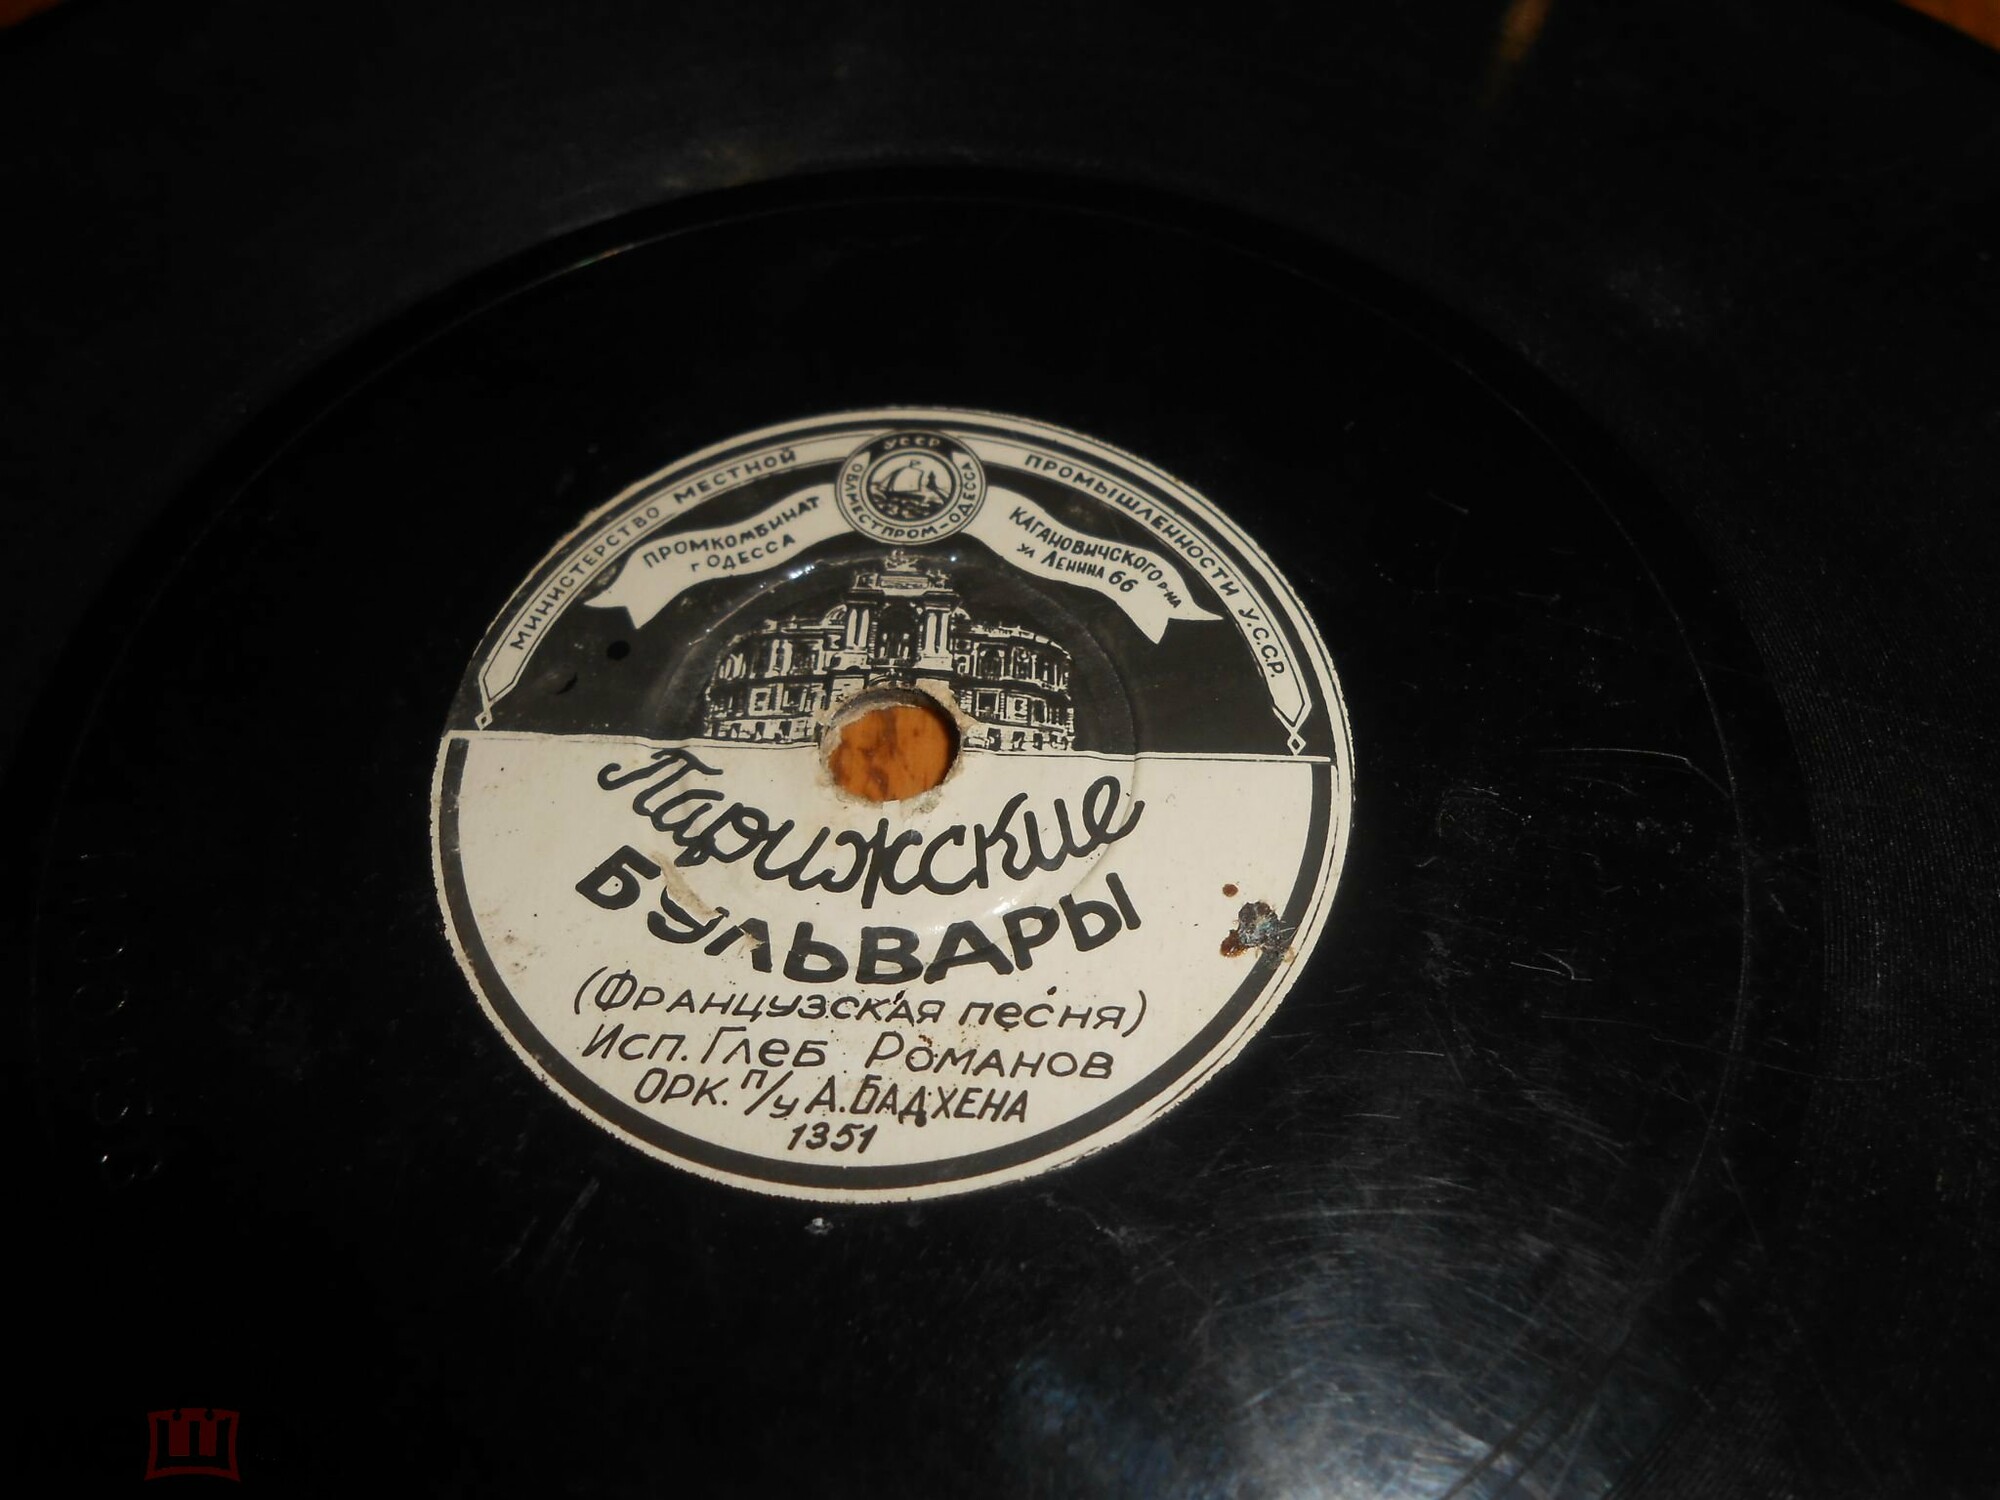 МИНИСТЕРСТВО МЕСТНОЙ ПРОМЫШЛЕННОСТИ У.С.С.Р.
УССР
ОБЛМЕСТПРОМ-ОДЕССА
ПРОМКОМБИНАТ
г ОДЕССА
КАГАНОВИЧСКОГО Р-НА
ул ЛЕНИНА 66
Парижские
БУЛЬВАРЫ
(ФРАНЦУЗСКАЯ ПЕСНЯ)
Исп. Глеб Романов
ОРК. п/у А.БАДХЕНА
1351